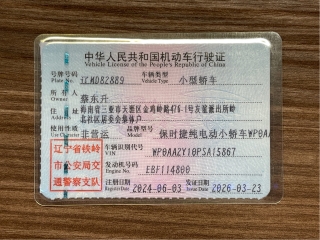 中华人民共和国机动车行驶证
Vehicle License of the People's Republic of China
号牌号码 辽MD82889 车辆类型 小型轿车
Plate No. Vehicle Type
所有人 蔡东升
Owner
住址
Address
使用性质 非营运 品牌型号 保时捷纯电动小轿车WP0AA
Use Character Model
辽宁省铁岭
市公安局交
通警察支队
车辆识别代号 WP0AA2Y10PSA15867
VIN
发动机号码 EBF114800
Engine No.
注册日期 2024-06-03 发证日期 2026-03-23
Register Date Issue Date